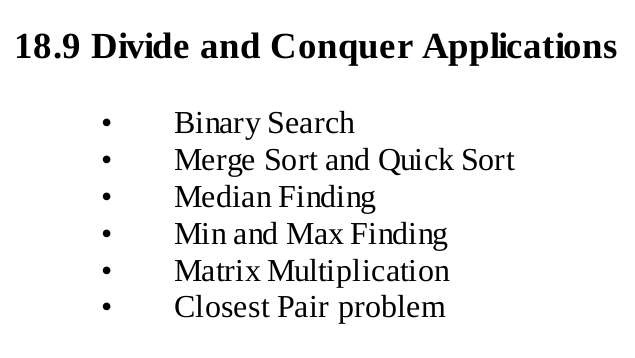 18.9 Divide and Conquer Applications
• Binary Search
• Merge Sort and Quick Sort
• Median Finding
• Min and Max Finding
• Matrix Multiplication
• Closest Pair problem